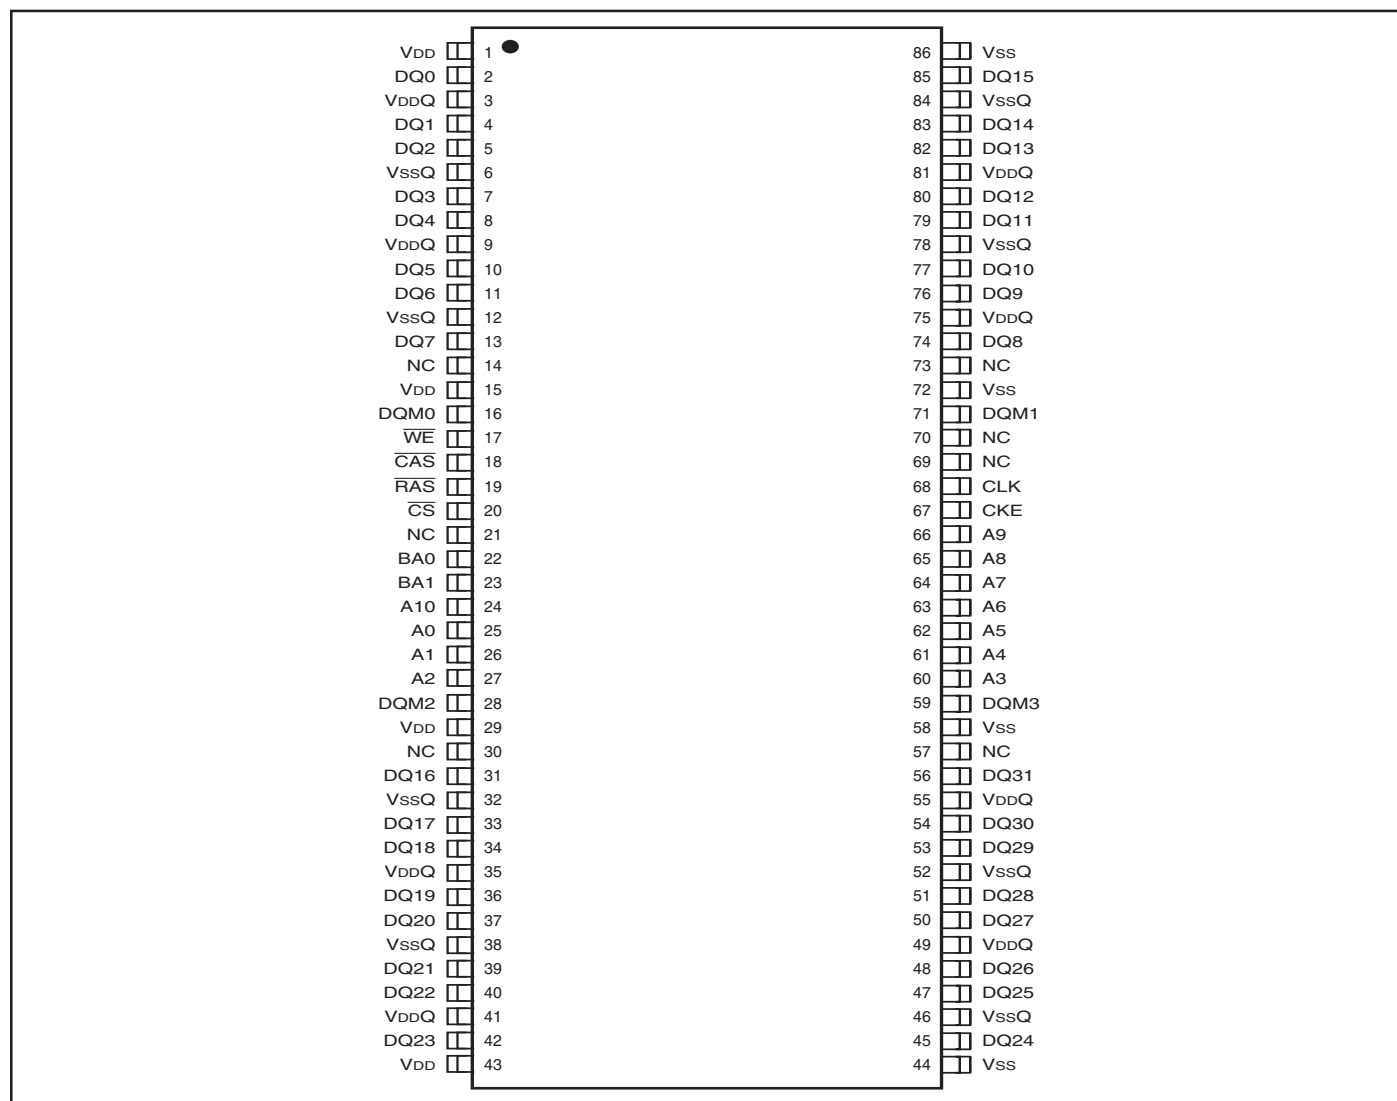 VDD 1 86 VSS
DQ0 2 85 DQ15
VDDQ 3 84 VSSQ
DQ1 4 83 DQ14
DQ2 5 82 DQ13
VSSQ 6 81 VDDQ
DQ3 7 80 DQ12
DQ4 8 79 DQ11
VDDQ 9 78 VSSQ
DQ5 10 77 DQ10
DQ6 11 76 DQ9
VSSQ 12 75 VDDQ
DQ7 13 74 DQ8
NC 14 73 NC
VDD 15 72 VSS
DQM0 16 71 DQM1
W̅E̅ 17 70 NC
C̅A̅S̅ 18 69 NC
R̅A̅S̅ 19 68 CLK
C̅S̅ 20 67 CKE
NC 21 66 A9
BA0 22 65 A8
BA1 23 64 A7
A10 24 63 A6
A0 25 62 A5
A1 26 61 A4
A2 27 60 A3
DQM2 28 59 DQM3
VDD 29 58 VSS
NC 30 57 NC
DQ16 31 56 DQ31
VSSQ 32 55 VDDQ
DQ17 33 54 DQ30
DQ18 34 53 DQ29
VDDQ 35 52 VSSQ
DQ19 36 51 DQ28
DQ20 37 50 DQ27
VSSQ 38 49 VDDQ
DQ21 39 48 DQ26
DQ22 40 47 DQ25
VDDQ 41 46 VSSQ
DQ23 42 45 DQ24
VDD 43 44 VSS